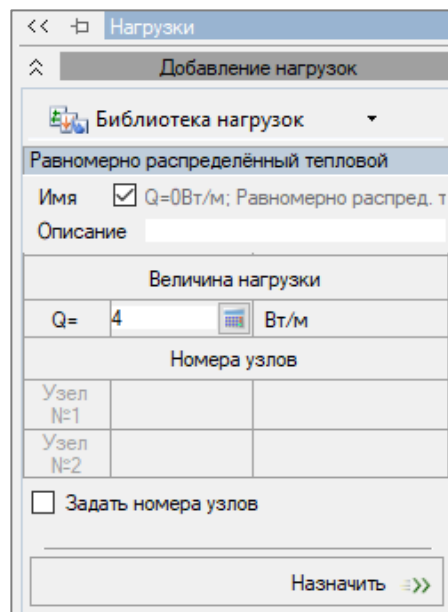 Нагрузки
Добавление нагрузок
Библиотека нагрузок
Равномерно распределённый тепловой
Имя Q=0Вт/м; Равномерно распред. т
Описание
Величина нагрузки
Q= 4 Вт/м
Номера узлов
Узел
№1
Узел
№2
Задать номера узлов
Назначить